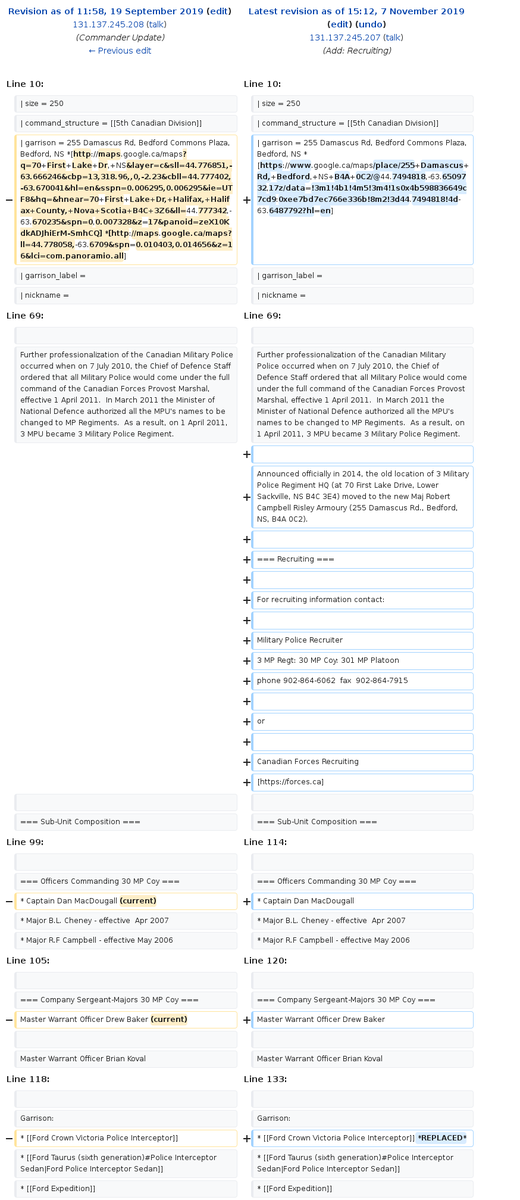 Revision as of 11:58, 19 September 2019 (edit)
131.137.245.208 (talk)
(Commander Update)
← Previous edit
Latest revision as of 15:12, 7 November 2019
(edit) (undo)
131.137.245.207 (talk)
(Add: Recruiting)
Line 10:
Line 10:
| size = 250
| size = 250
| command_structure = [[5th Canadian Division]]
| command_structure = [[5th Canadian Division]]
− | garrison = 255 Damascus Rd, Bedford Commons Plaza,
Bedford, NS *[http://maps.google.ca/maps?
q=70+First+Lake+Dr,+NS&layer=c&sll=44.776851,-
63.666246&cbp=13,318.96,,0,-2.23&cbll=44.777402,
-63.670041&hl=en&sspn=0.006295,0.006295&ie=UT
F8&hq=&hnear=70+First+Lake+Dr,+Halifax,+Halif
ax+County,+Nova+Scotia+B4C+3Z6&ll=44.777342,-
63.670235&spn=0.007328&z=17&panoid=zeX10K
dkADJhiErM-SmhCQ] *[http://maps.google.ca/maps?
ll=44.778058,-63.6709&spn=0.010403,0.014656&z=1
6&lci=com.panoramio.all]
+ | garrison = 255 Damascus Rd, Bedford Commons Plaza,
Bedford, NS *
[https://www.google.ca/maps/place/255+Damascus+
Rd,+Bedford,+NS+B4A+0C2/@44.7494818,-63.65097
32,17z/data=!3m1!4b1!4m5!3m4!1s0x4b598836649c
7cd9:0xee7bd7ec766e336b!8m2!3d44.7494818!4d-
63.6487792?hl=en]
| garrison_label =
| garrison_label =
| nickname =
| nickname =
Line 69:
Line 69:
Further professionalization of the Canadian Military Police
occurred when on 7 July 2010, the Chief of Defence Staff
ordered that all Military Police would come under the full
command of the Canadian Forces Provost Marshal,
effective 1 April 2011.  In March 2011 the Minister of
National Defence authorized all the MPU's names to be
changed to MP Regiments.  As a result, on 1 April 2011,
3 MPU became 3 Military Police Regiment.
Further professionalization of the Canadian Military Police
occurred when on 7 July 2010, the Chief of Defence Staff
ordered that all Military Police would come under the full
command of the Canadian Forces Provost Marshal,
effective 1 April 2011.  In March 2011 the Minister of
National Defence authorized all the MPU's names to be
changed to MP Regiments.  As a result, on
1 April 2011, 3 MPU became 3 Military Police Regiment.
+
+ Announced officially in 2014, the old location of 3 Military
Police Regiment HQ (at 70 First Lake Drive, Lower
Sackville, NS B4C 3E4) moved to the new Maj Robert
Campbell Risley Armoury (255 Damascus Rd., Bedford,
NS, B4A 0C2).
+
+ === Recruiting ===
+
+ For recruiting information contact:
+
+ Military Police Recruiter
+ 3 MP Regt: 30 MP Coy: 301 MP Platoon
+ phone 902-864-6062  fax  902-864-7915
+
+ or
+
+ Canadian Forces Recruiting
+ [https://forces.ca]
=== Sub-Unit Composition ===
=== Sub-Unit Composition ===
Line 99:
Line 114:
=== Officers Commanding 30 MP Coy ===
=== Officers Commanding 30 MP Coy ===
− * Captain Dan MacDougall (current)
+ * Captain Dan MacDougall
* Major B.L. Cheney - effective  Apr 2007
* Major B.L. Cheney - effective  Apr 2007
* Major R.F Campbell - effective May 2006
* Major R.F Campbell - effective May 2006
Line 105:
Line 120:
=== Company Sergeant-Majors 30 MP Coy ===
=== Company Sergeant-Majors 30 MP Coy ===
− Master Warrant Officer Drew Baker (current)
+ Master Warrant Officer Drew Baker
Master Warrant Officer Brian Koval
Master Warrant Officer Brian Koval
Line 118:
Line 133:
Garrison:
Garrison:
− * [[Ford Crown Victoria Police Interceptor]]
+ * [[Ford Crown Victoria Police Interceptor]] *REPLACED*
* [[Ford Taurus (sixth generation)#Police Interceptor
Sedan|Ford Police Interceptor Sedan]]
* [[Ford Taurus (sixth generation)#Police Interceptor
Sedan|Ford Police Interceptor Sedan]]
* [[Ford Expedition]]
* [[Ford Expedition]]